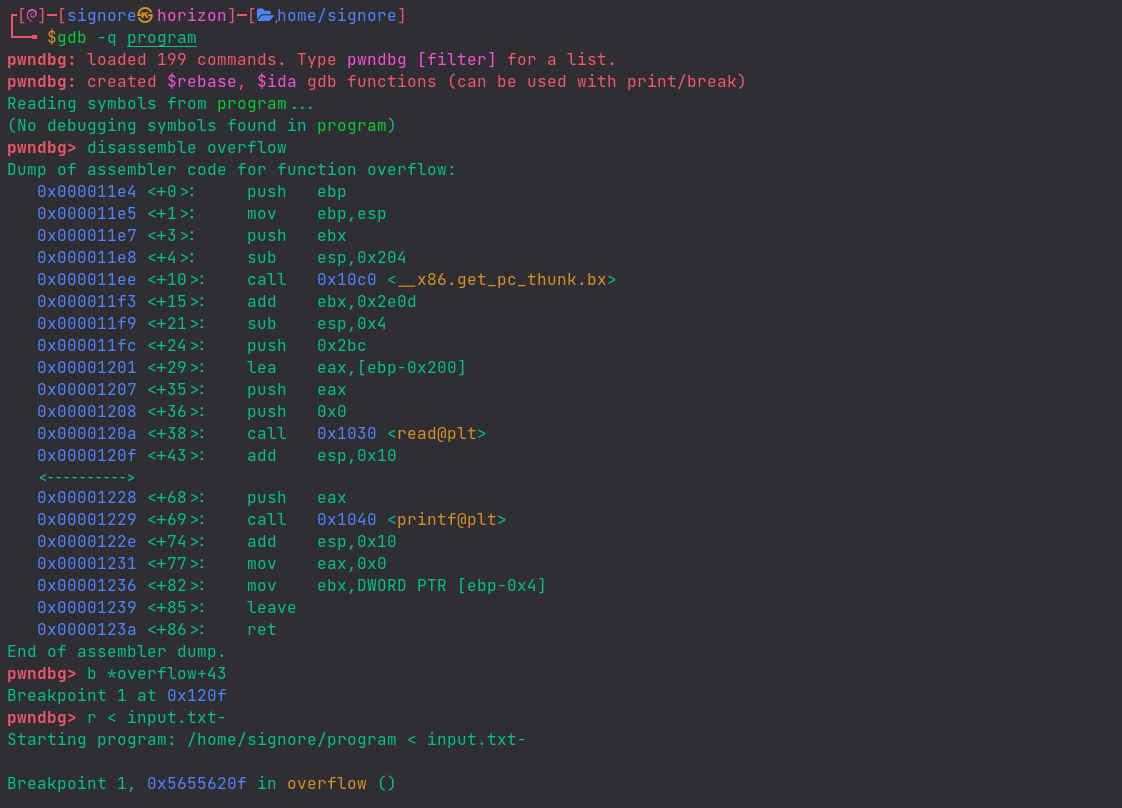 ┌[@]─[signore horizon]─[ home/signore]
└──╼ $gdb -q program
pwndbg: loaded 199 commands. Type pwndbg [filter] for a list.
pwndbg: created $rebase, $ida gdb functions (can be used with print/break)
Reading symbols from program...
(No debugging symbols found in program)
pwndbg> disassemble overflow
Dump of assembler code for function overflow:
   0x000011e4 <+0>:     push   ebp
   0x000011e5 <+1>:     mov    ebp,esp
   0x000011e7 <+3>:     push   ebx
   0x000011e8 <+4>:     sub    esp,0x204
   0x000011ee <+10>:    call   0x10c0 <__x86.get_pc_thunk.bx>
   0x000011f3 <+15>:    add    ebx,0x2e0d
   0x000011f9 <+21>:    sub    esp,0x4
   0x000011fc <+24>:    push   0x2bc
   0x00001201 <+29>:    lea    eax,[ebp-0x200]
   0x00001207 <+35>:    push   eax
   0x00001208 <+36>:    push   0x0
   0x0000120a <+38>:    call   0x1030 <read@plt>
   0x0000120f <+43>:    add    esp,0x10
   <---------->
   0x00001228 <+68>:    push   eax
   0x00001229 <+69>:    call   0x1040 <printf@plt>
   0x0000122e <+74>:    add    esp,0x10
   0x00001231 <+77>:    mov    eax,0x0
   0x00001236 <+82>:    mov    ebx,DWORD PTR [ebp-0x4]
   0x00001239 <+85>:    leave
   0x0000123a <+86>:    ret
End of assembler dump.
pwndbg> b *overflow+43
Breakpoint 1 at 0x120f
pwndbg> r < input.txt-
Starting program: /home/signore/program < input.txt-
Breakpoint 1, 0x5655620f in overflow ()